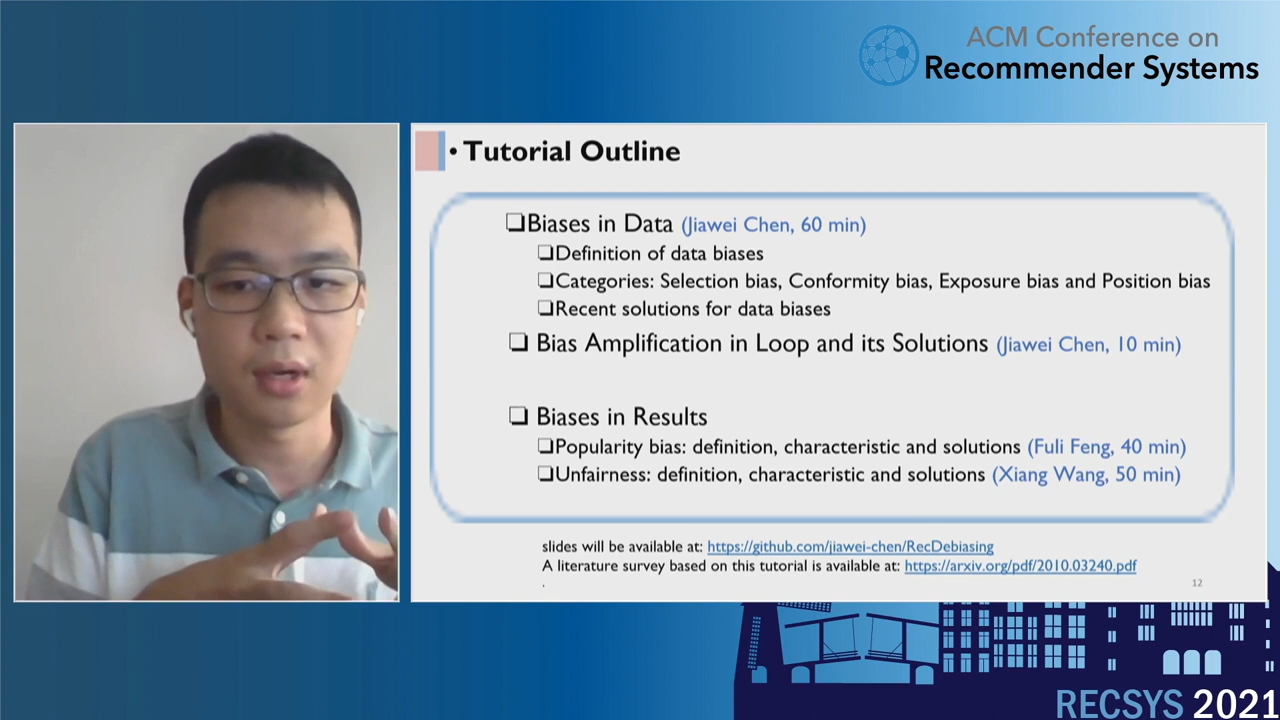 ACM Conference on
Recommender Systems
• Tutorial Outline
❑Biases in Data (Jiawei Chen, 60 min)
❑Definition of data biases
❑Categories: Selection bias, Conformity bias, Exposure bias and Position bias
❑Recent solutions for data biases
❑ Bias Amplification in Loop and its Solutions (Jiawei Chen, 10 min)
❑ Biases in Results
❑Popularity bias: definition, characteristic and solutions (Fuli Feng, 40 min)
❑Unfairness: definition, characteristic and solutions (Xiang Wang, 50 min)
slides will be available at: https://github.com/jiawei-chen/RecDebiasing
A literature survey based on this tutorial is available at: https://arxiv.org/pdf/2010.03240.pdf
.
12
RECSYS 2021